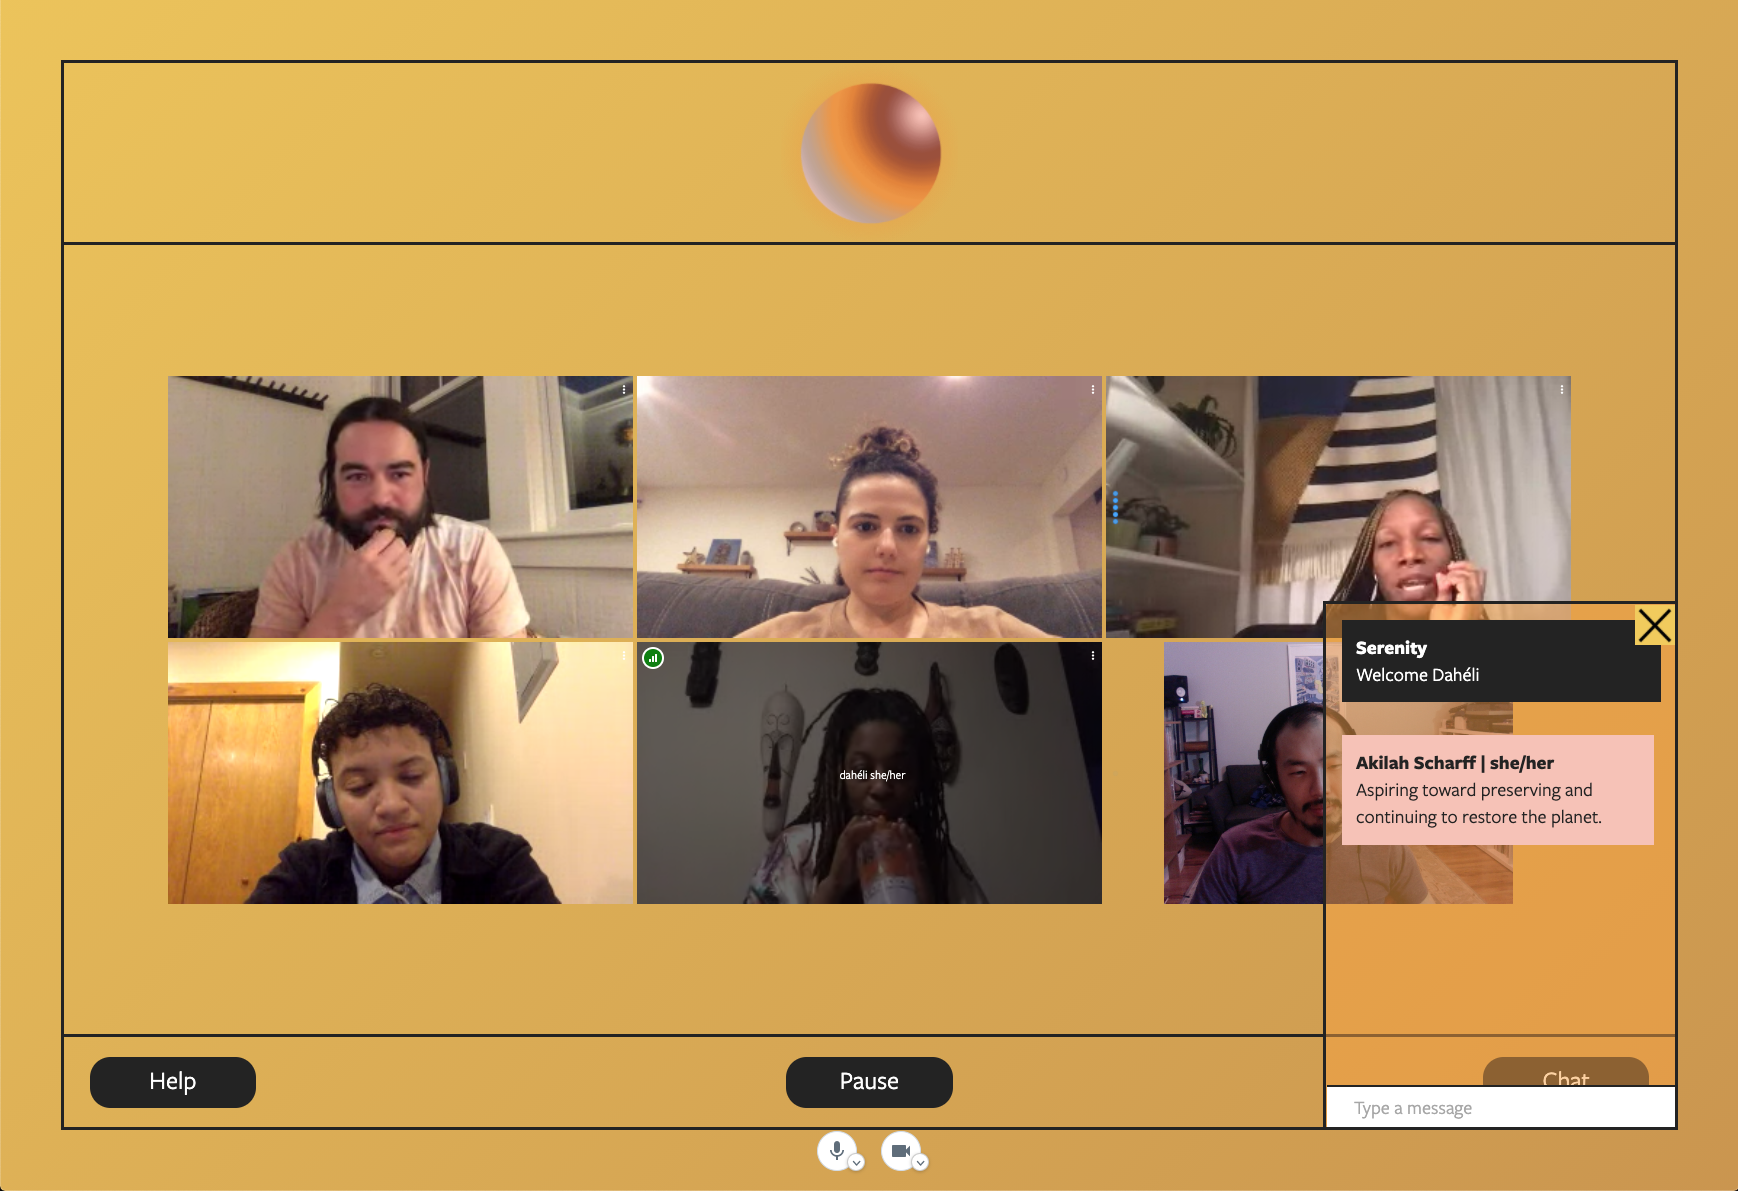 dahéli she/her
Serenity
Welcome Dahéli
Akilah Scharff | she/her
Aspiring toward preserving and
continuing to restore the planet.
Help
Pause
Chat
Type a message